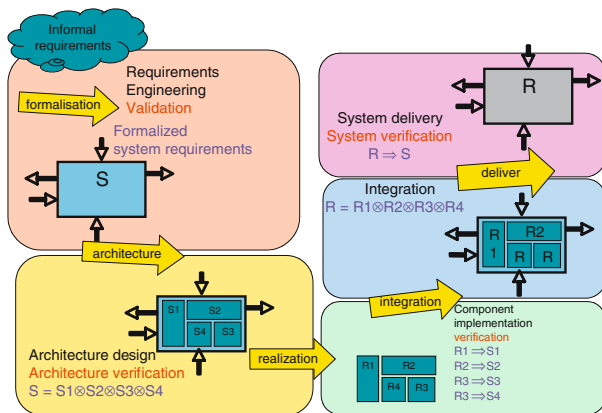 Informal
requirements
formalisation
Requirements
Engineering
Validation
Formalized
system requirements
S
architecture
S1
S2
S4
S3
Architecture design
Architecture verification
S = S1⊗S2⊗S3⊗S4
realization
R1
R2
R4
R3
Component
implementation
verification
R1 ⇒S1
R2 ⇒S2
R3 ⇒S3
R3 ⇒S4
integration
Integration
R = R1⊗R2⊗R3⊗R4
R
1
R2
R
R
deliver
System delivery
System verification
R ⇒ S
R